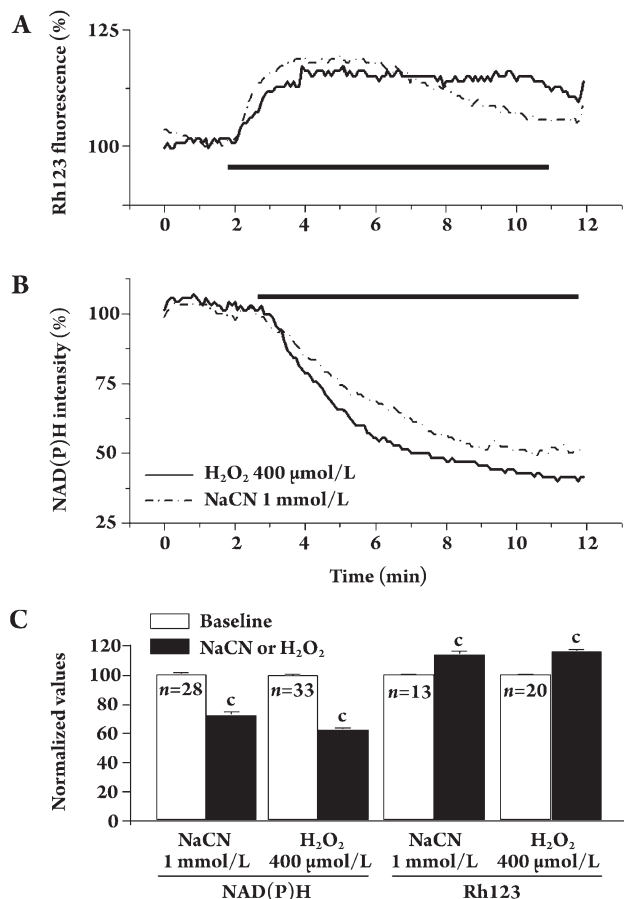 A
Rh123 fluorescence (%)
125
100
0 2 4 6 8 10 12
B
NAD(P)H intensity (%)
100
75
50
25
H₂O₂ 400 μmol/L
NaCN 1 mmol/L
0 2 4 6 8 10 12
Time (min)
C
Baseline
NaCN or H₂O₂
Normalized values
120
100
80
60
40
20
0
n=28
c
n=33
c
n=13
c
n=20
c
NaCN H₂O₂ NaCN H₂O₂
1 mmol/L 400 μmol/L 1 mmol/L 400 μmol/L
NAD(P)H Rh123